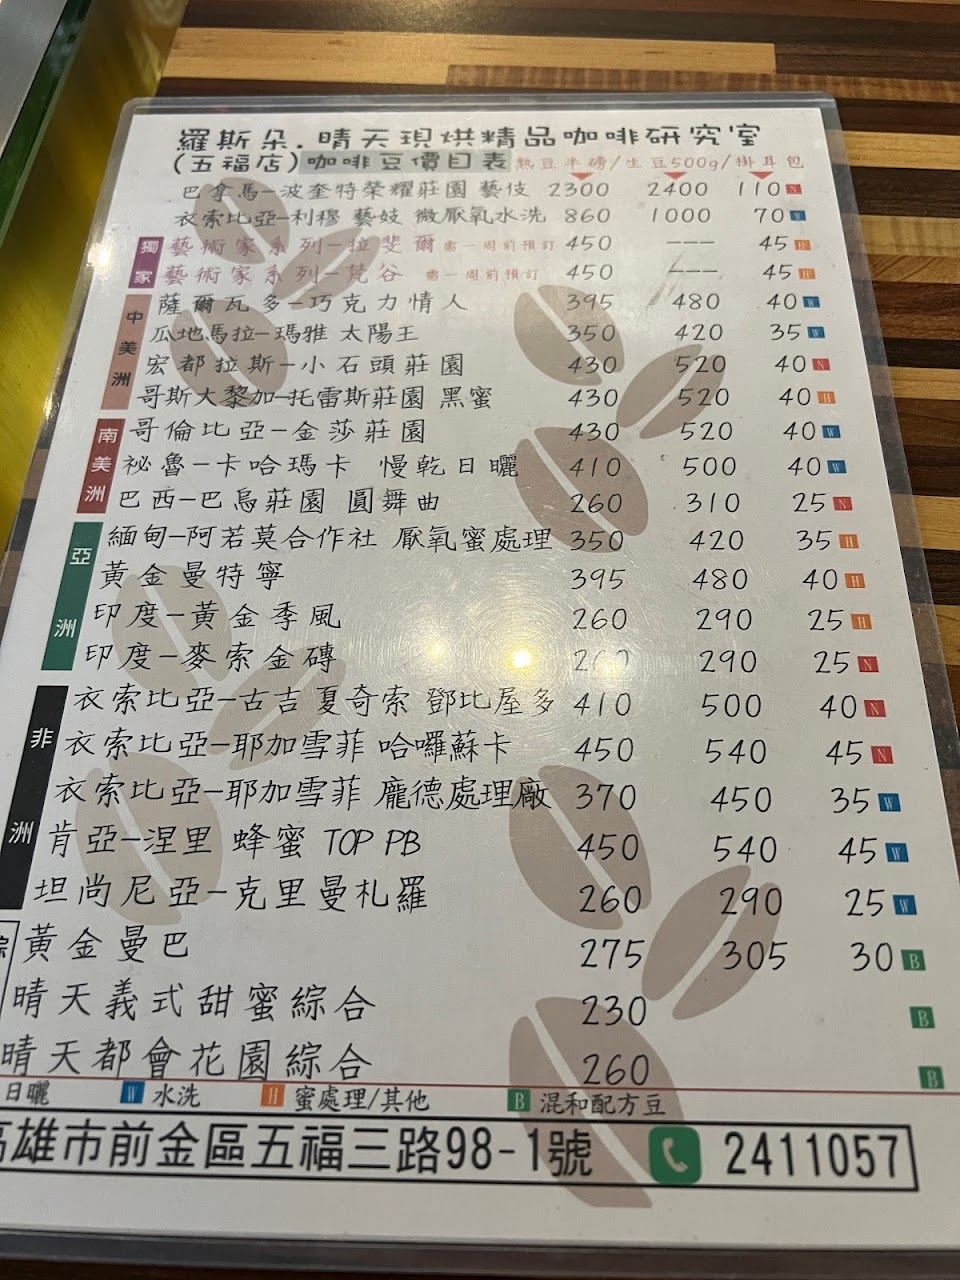 羅斯朵.晴天現烘精品咖啡研究室
(五福店)咖啡豆價目表 熟豆半磅/生豆500g/掛耳包
巴拿馬-波奎特榮耀莊園 藝伎 2300 2400 110 N
衣索比亞-利穆 藝妓 微厭氧水洗 860 1000 70 W
獨家
藝術家系列-拉斐爾 需一周前預訂 450 --- 45 H
藝術家系列-梵谷 需一周前預訂 450 --- 45 H
中美洲
薩爾瓦多-巧克力情人 395 480 40 W
瓜地馬拉-瑪雅 太陽王 350 420 35 W
宏都拉斯-小石頭莊園 430 520 40 N
哥斯大黎加-托雷斯莊園 黑蜜 430 520 40 H
南美洲
哥倫比亞-金莎莊園 430 520 40 W
祕魯-卡哈瑪卡 慢乾日曬 410 500 40 W
巴西-巴烏莊園 圓舞曲 260 310 25 N
亞洲
緬甸-阿若莫合作社 厭氧蜜處理 350 420 35 H
黃金曼特寧 395 480 40 H
印度-黃金季風 260 290 25 H
印度-麥索金磚 260 290 25 N
非洲
衣索比亞-古吉 夏奇索 鄧比屋多 410 500 40 N
衣索比亞-耶加雪菲 哈囉蘇卡 450 540 45 N
衣索比亞-耶加雪菲 龐德處理廠 370 450 35 W
肯亞-涅里 蜂蜜 TOP PB 450 540 45 W
坦尚尼亞-克里曼札羅 260 290 25 W
黃金曼巴 275 305 30 B
晴天義式甜蜜綜合 230 B
晴天都會花園綜合 260 B
日曬 W 水洗 H 蜜處理/其他 B 混和配方豆
高雄市前金區五福三路98-1號 2411057